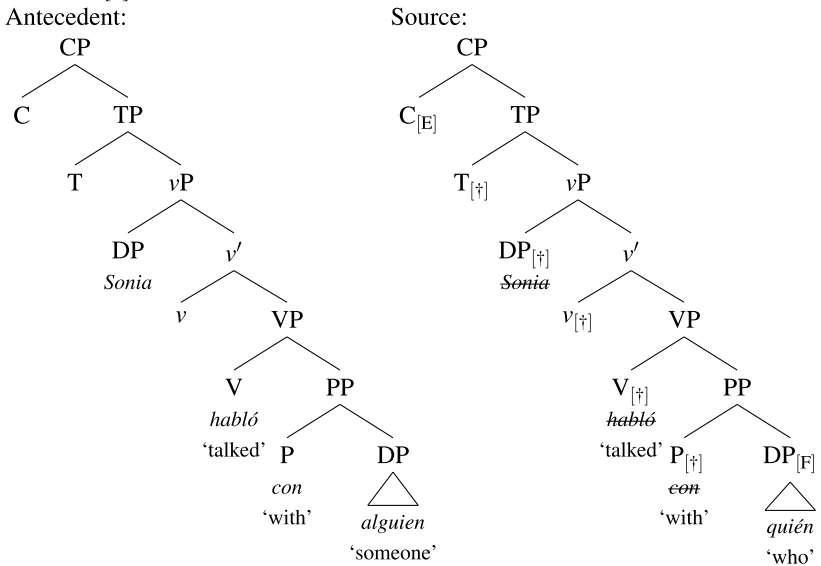 Antecedent: Source:
CP CP
C TP C[E] TP
T vP T[†] vP
DP v′ DP[†] v′
Sonia Sonia
v VP v[†] VP
V PP V[†] PP
habló habló
‘talked’ P DP ‘talked’ P[†] DP[F]
con con
‘with’ alguien ‘with’ quién
‘someone’ ‘who’